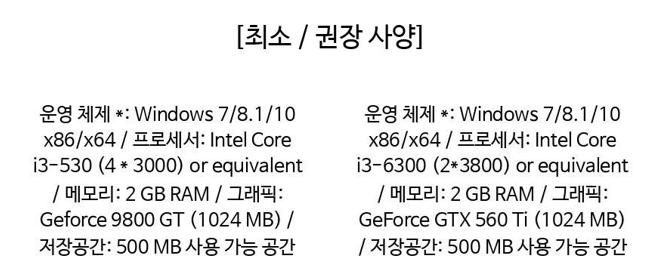 [최소 / 권장 사양]
운영 체제 *: Windows 7/8.1/10
x86/x64 / 프로세서: Intel Core
i3-530 (4 * 3000) or equivalent
/ 메모리: 2 GB RAM / 그래픽:
Geforce 9800 GT (1024 MB) /
저장공간: 500 MB 사용 가능 공간
운영 체제 *: Windows 7/8.1/10
x86/x64 / 프로세서: Intel Core
i3-6300 (2*3800) or equivalent
/ 메모리: 2 GB RAM / 그래픽:
GeForce GTX 560 Ti (1024 MB)
/ 저장공간: 500 MB 사용 가능 공간